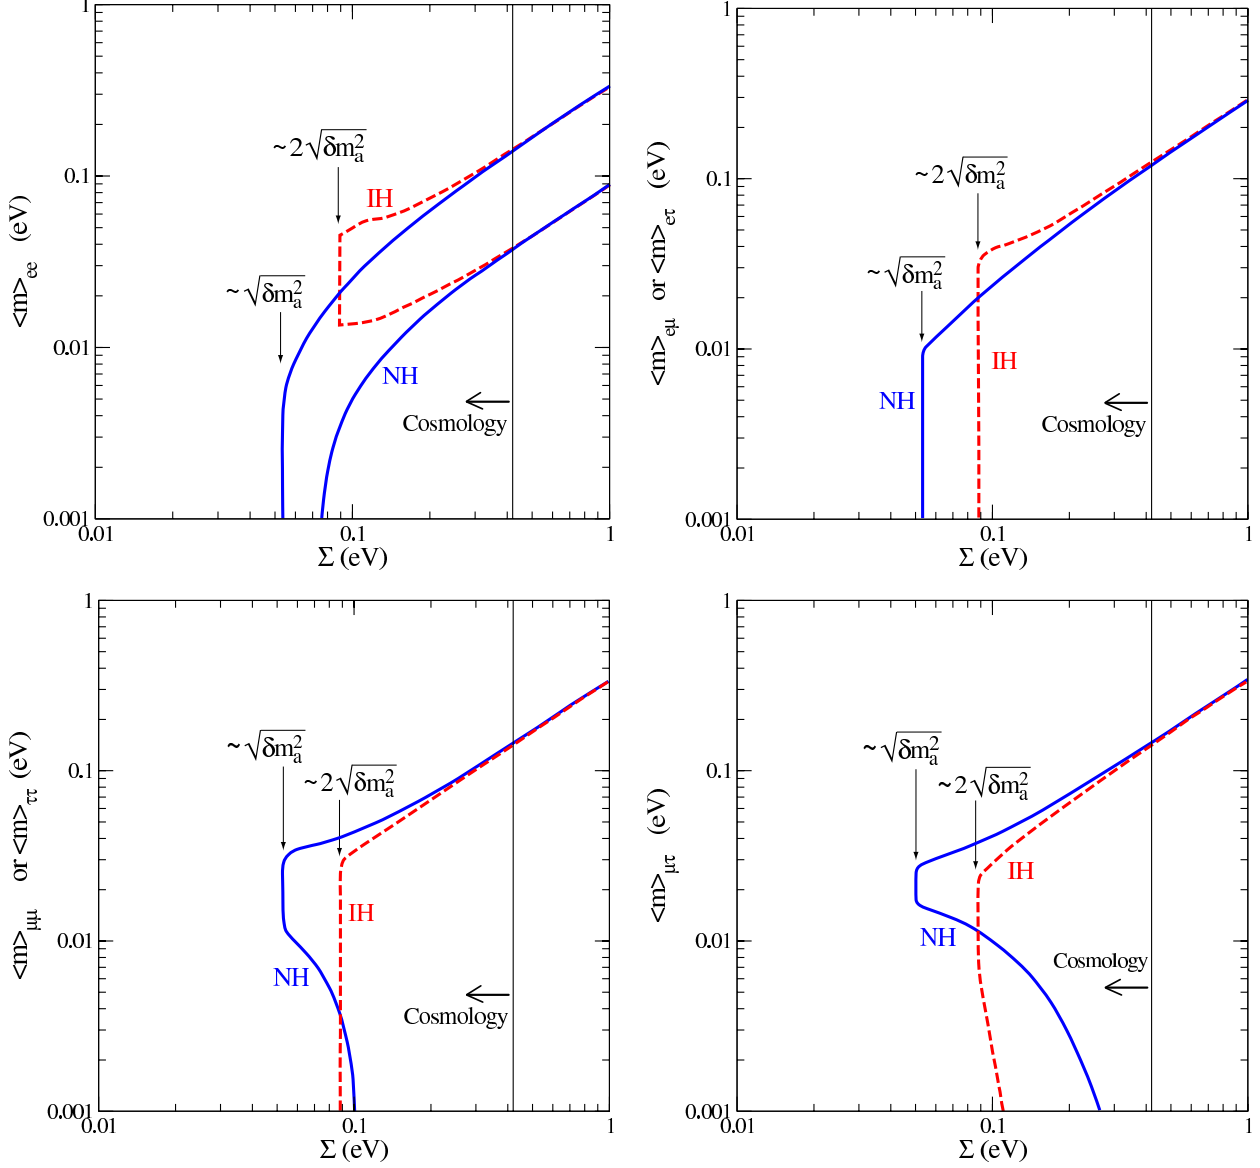 1
0.1
0.01
0.001
<m>ee (eV)
~2√δm²a
IH
~√δm²a
NH
Cosmology
0.01
0.1
1
Σ (eV)
1
0.1
0.01
0.001
<m>eμ or <m>eτ (eV)
~2√δm²a
~√δm²a
IH
NH
Cosmology
0.01
0.1
1
Σ (eV)
1
0.1
0.01
0.001
<m>μμ or <m>ττ (eV)
~√δm²a
~2√δm²a
IH
NH
Cosmology
0.01
0.1
1
Σ (eV)
1
0.1
0.01
0.001
<m>μτ (eV)
~√δm²a
~2√δm²a
IH
NH
Cosmology
0.01
0.1
1
Σ (eV)